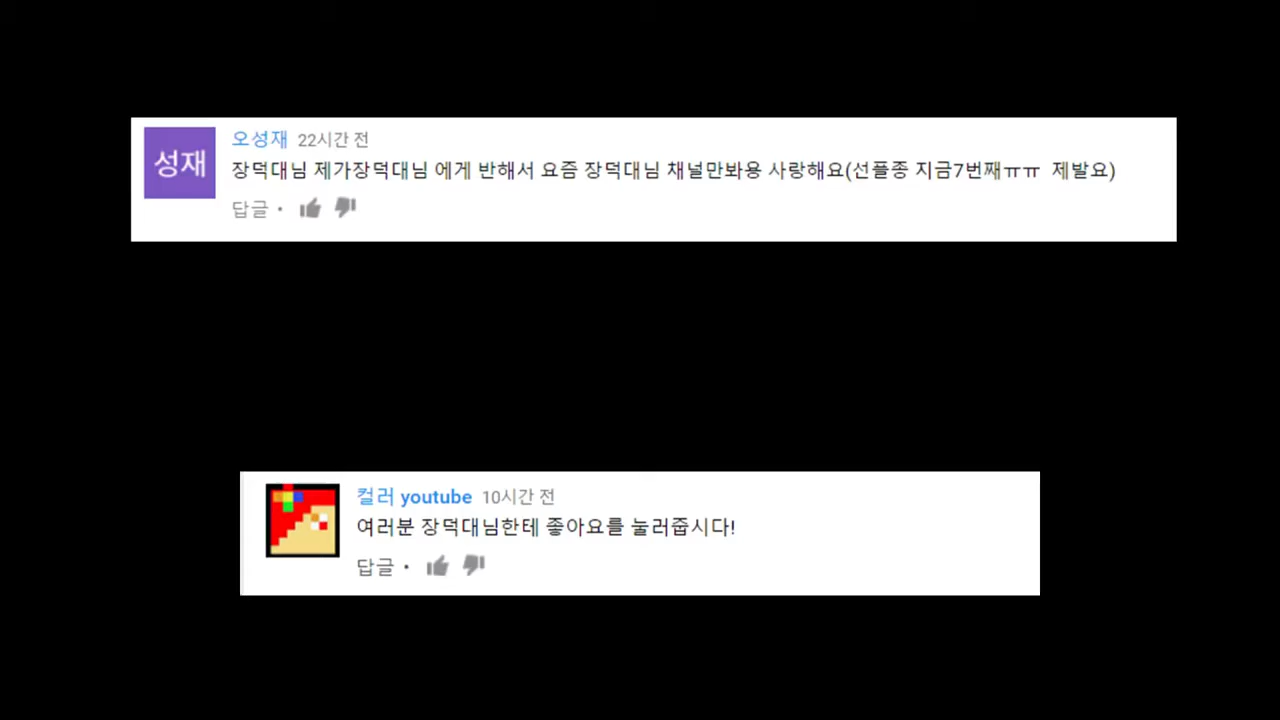 성재
오성재 22시간 전
장덕대님 제가장덕대님 에게 반해서 요즘 장덕대님 채널만봐용 사랑해요(선플종 지금7번째ㅠㅠ 제발요)
답글 •
컬러 youtube 10시간 전
여러분 장덕대님한테 좋아요를 눌러줍시다!
답글 •